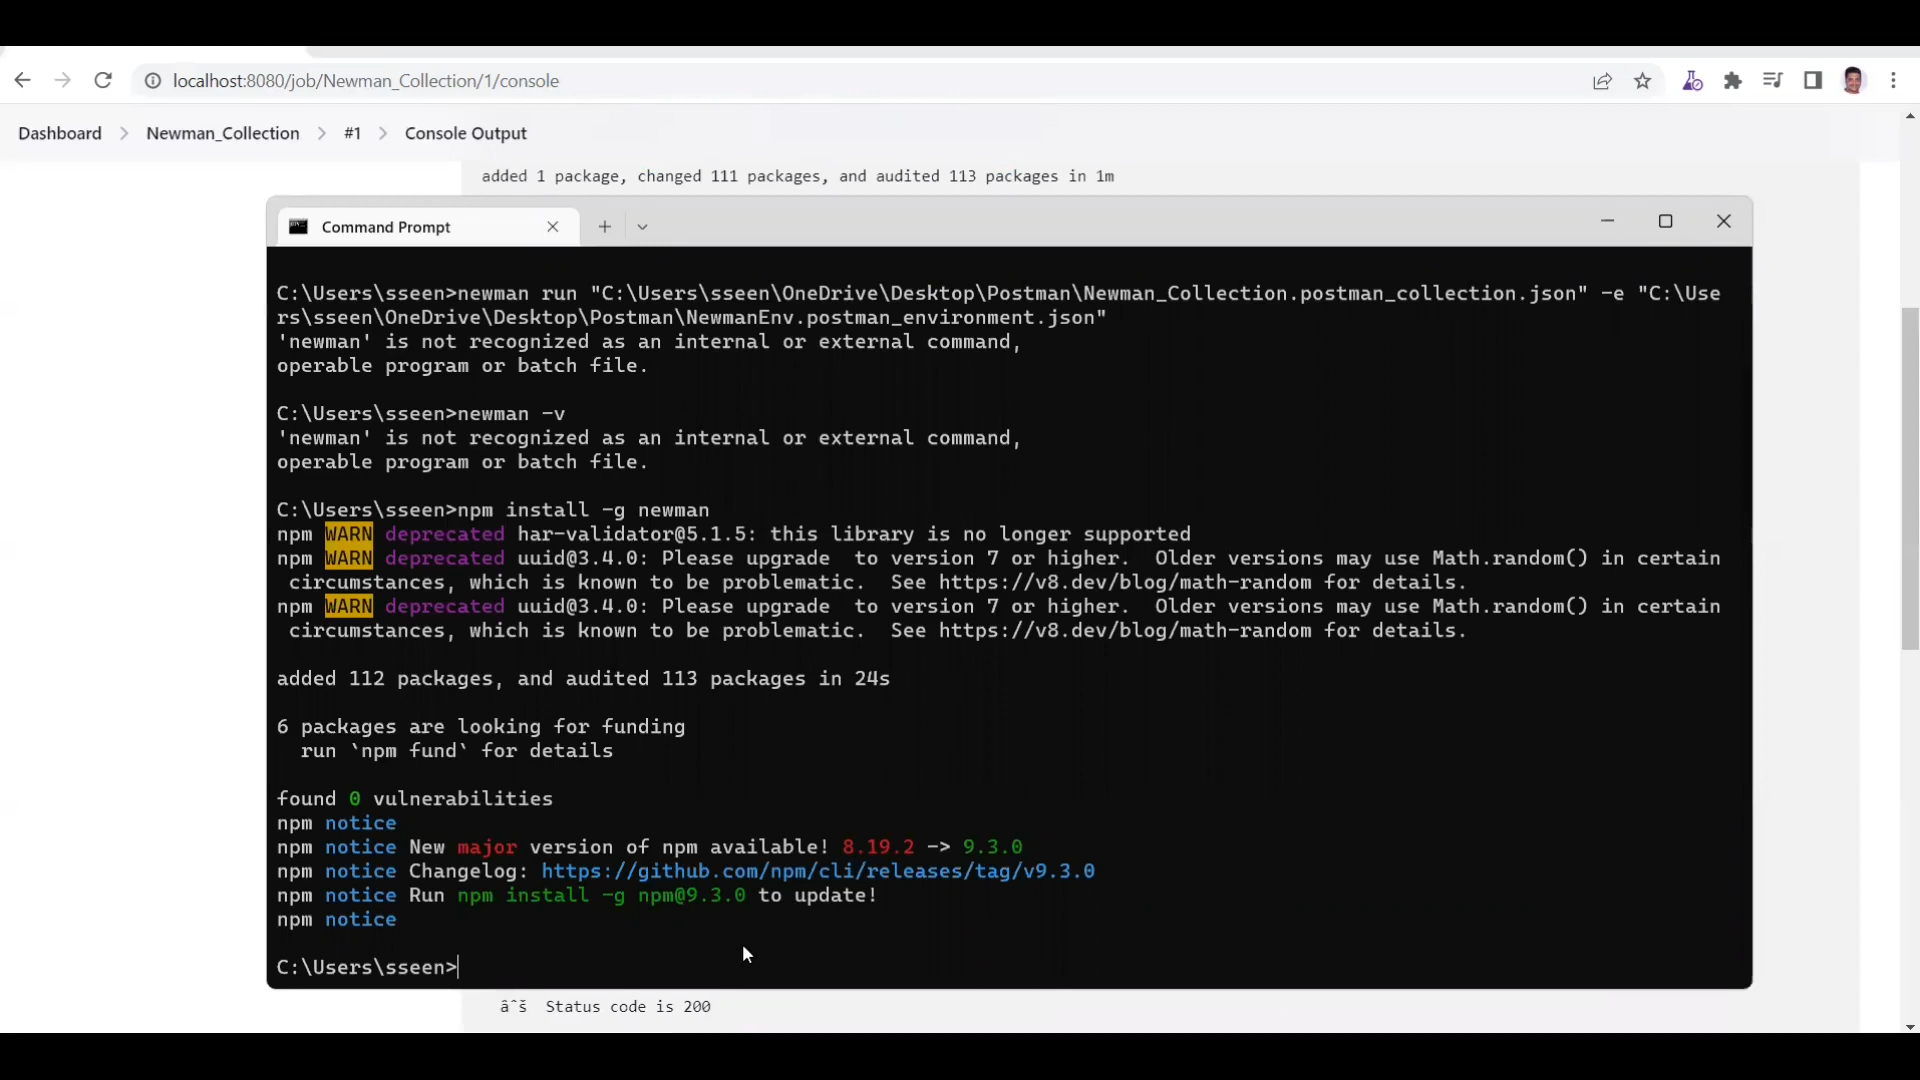 localhost:8080/job/Newman_Collection/1/console
Dashboard > Newman_Collection > #1 > Console Output
added 1 package, changed 111 packages, and audited 113 packages in 1m
Command Prompt
C:\Users\sseen>newman run "C:\Users\sseen\OneDrive\Desktop\Postman\Newman_Collection.postman_collection.json" -e "C:\Use
rs\sseen\OneDrive\Desktop\Postman\NewmanEnv.postman_environment.json"
'newman' is not recognized as an internal or external command,
operable program or batch file.
C:\Users\sseen>newman -v
'newman' is not recognized as an internal or external command,
operable program or batch file.
C:\Users\sseen>npm install -g newman
npm WARN deprecated har-validator@5.1.5: this library is no longer supported
npm WARN deprecated uuid@3.4.0: Please upgrade  to version 7 or higher.  Older versions may use Math.random() in certain
 circumstances, which is known to be problematic.  See https://v8.dev/blog/math-random for details.
npm WARN deprecated uuid@3.4.0: Please upgrade  to version 7 or higher.  Older versions may use Math.random() in certain
 circumstances, which is known to be problematic.  See https://v8.dev/blog/math-random for details.
added 112 packages, and audited 113 packages in 24s
6 packages are looking for funding
  run `npm fund` for details
found 0 vulnerabilities
npm notice
npm notice New major version of npm available! 8.19.2 -> 9.3.0
npm notice Changelog: https://github.com/npm/cli/releases/tag/v9.3.0
npm notice Run npm install -g npm@9.3.0 to update!
npm notice
C:\Users\sseen>
âˆš  Status code is 200